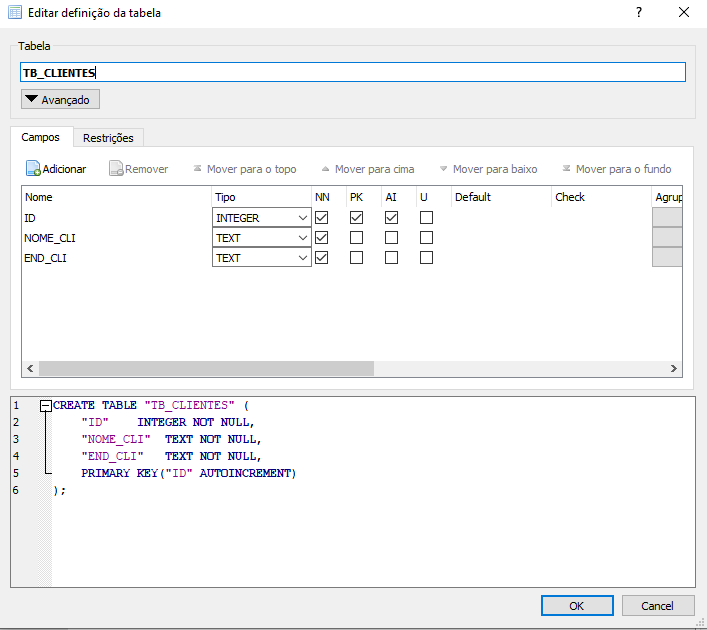 Editar definição da tabela ? ×
Tabela
TB_CLIENTES
Avançado
Campos Restrições
Adicionar Remover Mover para o topo Mover para cima Mover para baixo Mover para o fundo
Nome Tipo NN PK AI U Default Check Agrup
ID INTEGER
NOME_CLI TEXT
END_CLI TEXT
1 CREATE TABLE "TB_CLIENTES" (
2 "ID" INTEGER NOT NULL,
3 "NOME_CLI" TEXT NOT NULL,
4 "END_CLI" TEXT NOT NULL,
5 PRIMARY KEY("ID" AUTOINCREMENT)
6 );
OK Cancel